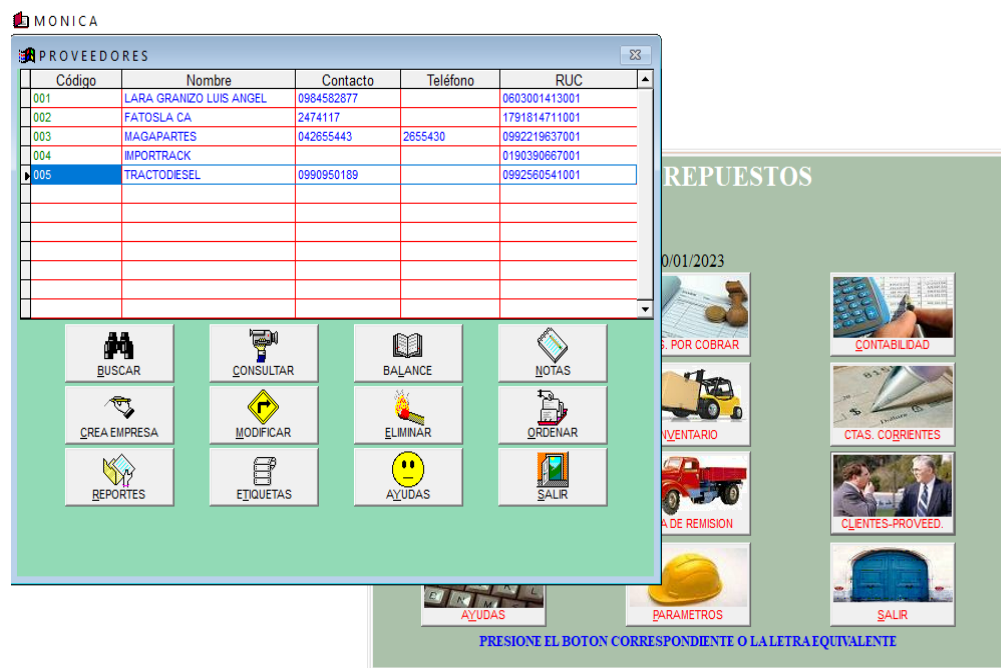 MONICA
PROVEEDORES
Código Nombre Contacto Teléfono RUC
001 LARA GRANIZO LUIS ANGEL 0984582877 0603001413001
002 FATOSLA CA 2474117 1791814711001
003 MAGAPARTES 042655443 2655430 0992219637001
004 IMPORTRACK 0190390667001
005 TRACTODIESEL 0990950189 0992560541001
BUSCAR CONSULTAR BALANCE NOTAS
CREA EMPRESA MODIFICAR ELIMINAR ORDENAR
REPORTES ETIQUETAS AYUDAS SALIR
REPUESTOS
0/01/2023
S. POR COBRAR CONTABILIDAD
NVENTARIO CTAS. CORRIENTES
A DE REMISION CLIENTES-PROVEED.
AYUDAS PARAMETROS SALIR
PRESIONE EL BOTON CORRESPONDIENTE O LA LETRA EQUIVALENTE